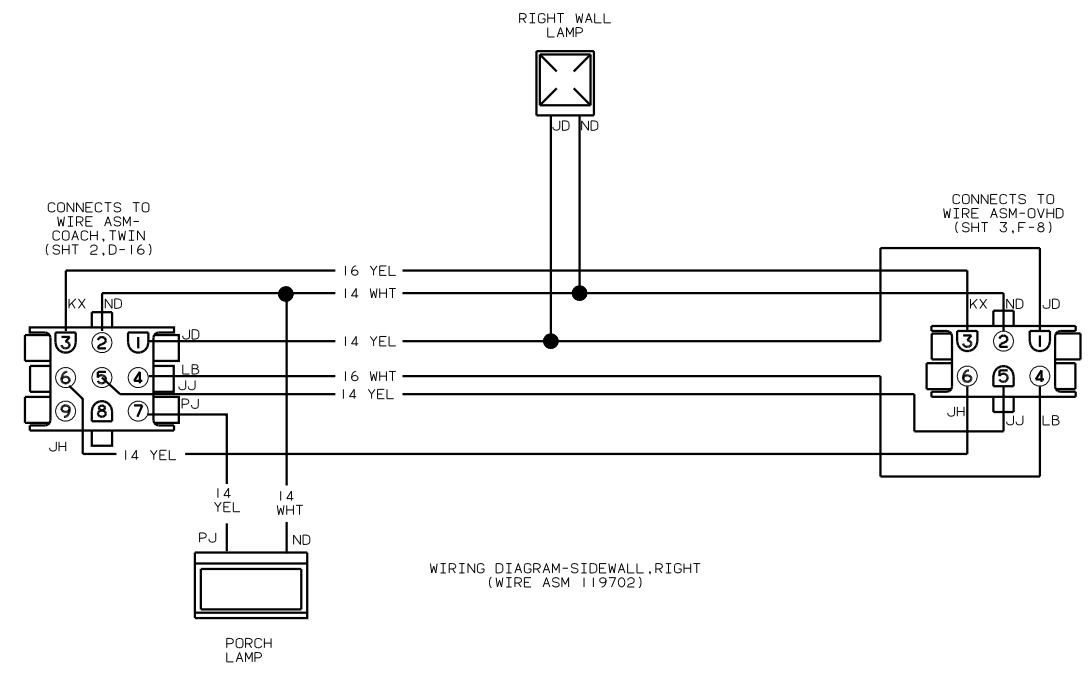 RIGHT WALL
LAMP
JD ND
CONNECTS TO
WIRE ASM-
COACH,TWIN
(SHT 2,D-16)
CONNECTS TO
WIRE ASM-OVHD
(SHT 3,F-8)
16 YEL
KX ND
14 WHT
KX ND JD
3 2 1
JD
14 YEL
3 2 1
6 5 4
LB
16 WHT
6 5 4
JJ
14 YEL
9 8 7
PJ
JH
JJ
LB
JH
14 YEL
14
YEL
14
WHT
PJ
ND
WIRING DIAGRAM-SIDEWALL,RIGHT
(WIRE ASM 119702)
PORCH
LAMP